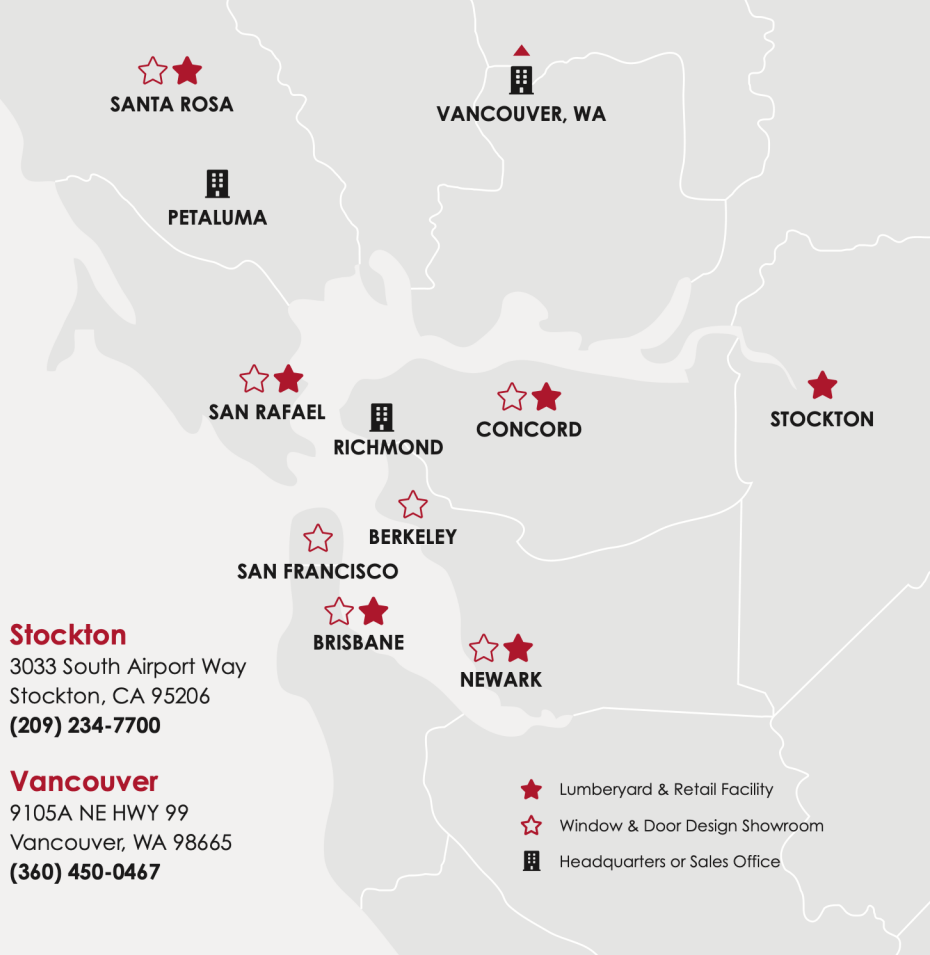 SANTA ROSA
VANCOUVER, WA
PETALUMA
SAN RAFAEL
RICHMOND
CONCORD
STOCKTON
BERKELEY
SAN FRANCISCO
BRISBANE
NEWARK
Stockton
3033 South Airport Way
Stockton, CA 95206
(209) 234-7700
Vancouver
9105A NE HWY 99
Vancouver, WA 98665
(360) 450-0467
Lumberyard & Retail Facility
Window & Door Design Showroom
Headquarters or Sales Office